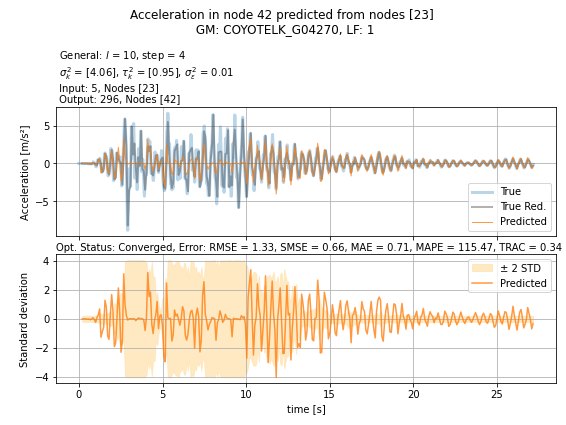 Acceleration in node 42 predicted from nodes [23]
GM: COYOTELK_G04270, LF: 1
General: l = 10, step = 4
σ²ₖ = [4.06], τ²ₖ = [0.95], σ²ε = 0.01
Input: 5, Nodes [23]
Output: 296, Nodes [42]
Acceleration [m/s²]
5
0
−5
True
True Red.
Predicted
Opt. Status: Converged, Error: RMSE = 1.33, SMSE = 0.66, MAE = 0.71, MAPE = 115.47, TRAC = 0.34
Standard deviation
4
2
0
−2
−4
± 2 STD
Predicted
0 5 10 15 20 25
time [s]